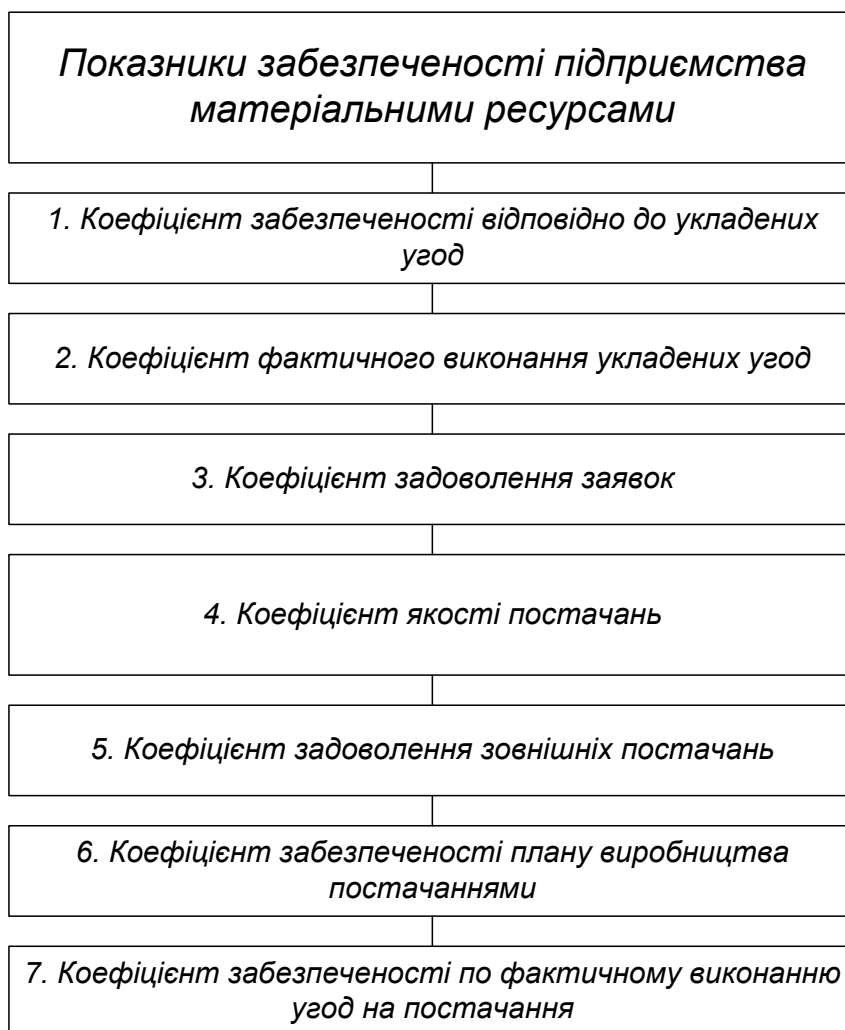 Показники забезпеченості підприємства
матеріальними ресурсами
1. Коефіцієнт забезпеченості відповідно до укладених
угод
2. Коефіцієнт фактичного виконання укладених угод
3. Коефіцієнт задоволення заявок
4. Коефіцієнт якості постачань
5. Коефіцієнт задоволення зовнішніх постачань
6. Коефіцієнт забезпеченості плану виробництва
постачаннями
7. Коефіцієнт забезпеченості по фактичному виконанню
угод на постачання